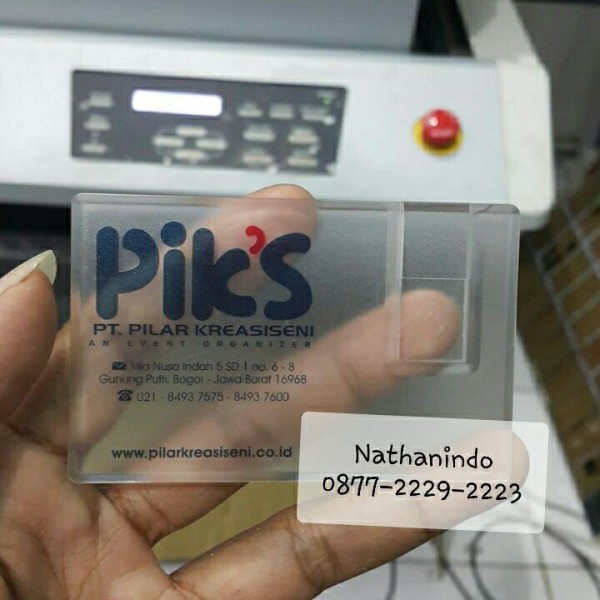 Pik'S
PT. PILAR KREASISENI
AN EVENT ORGANIZER
Vila Nusa Indah 5 SD 1 no. 6 - 8
Gunung Putri, Bogor - Jawa Barat 16968
021 - 8493 7575 - 8493 7600
www.pilarkreasiseni.co.id
Nathanindo
0877-2229-2223